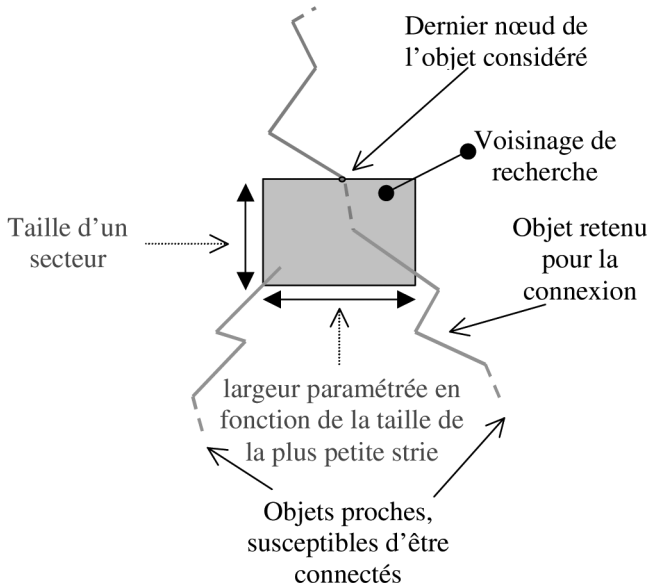 Dernier nœud de
l’objet considéré
Voisinage de
recherche
Taille d’un
secteur
Objet retenu
pour la
connexion
largeur paramétrée en
fonction de la taille de
la plus petite strie
Objets proches,
susceptibles d’être
connectés